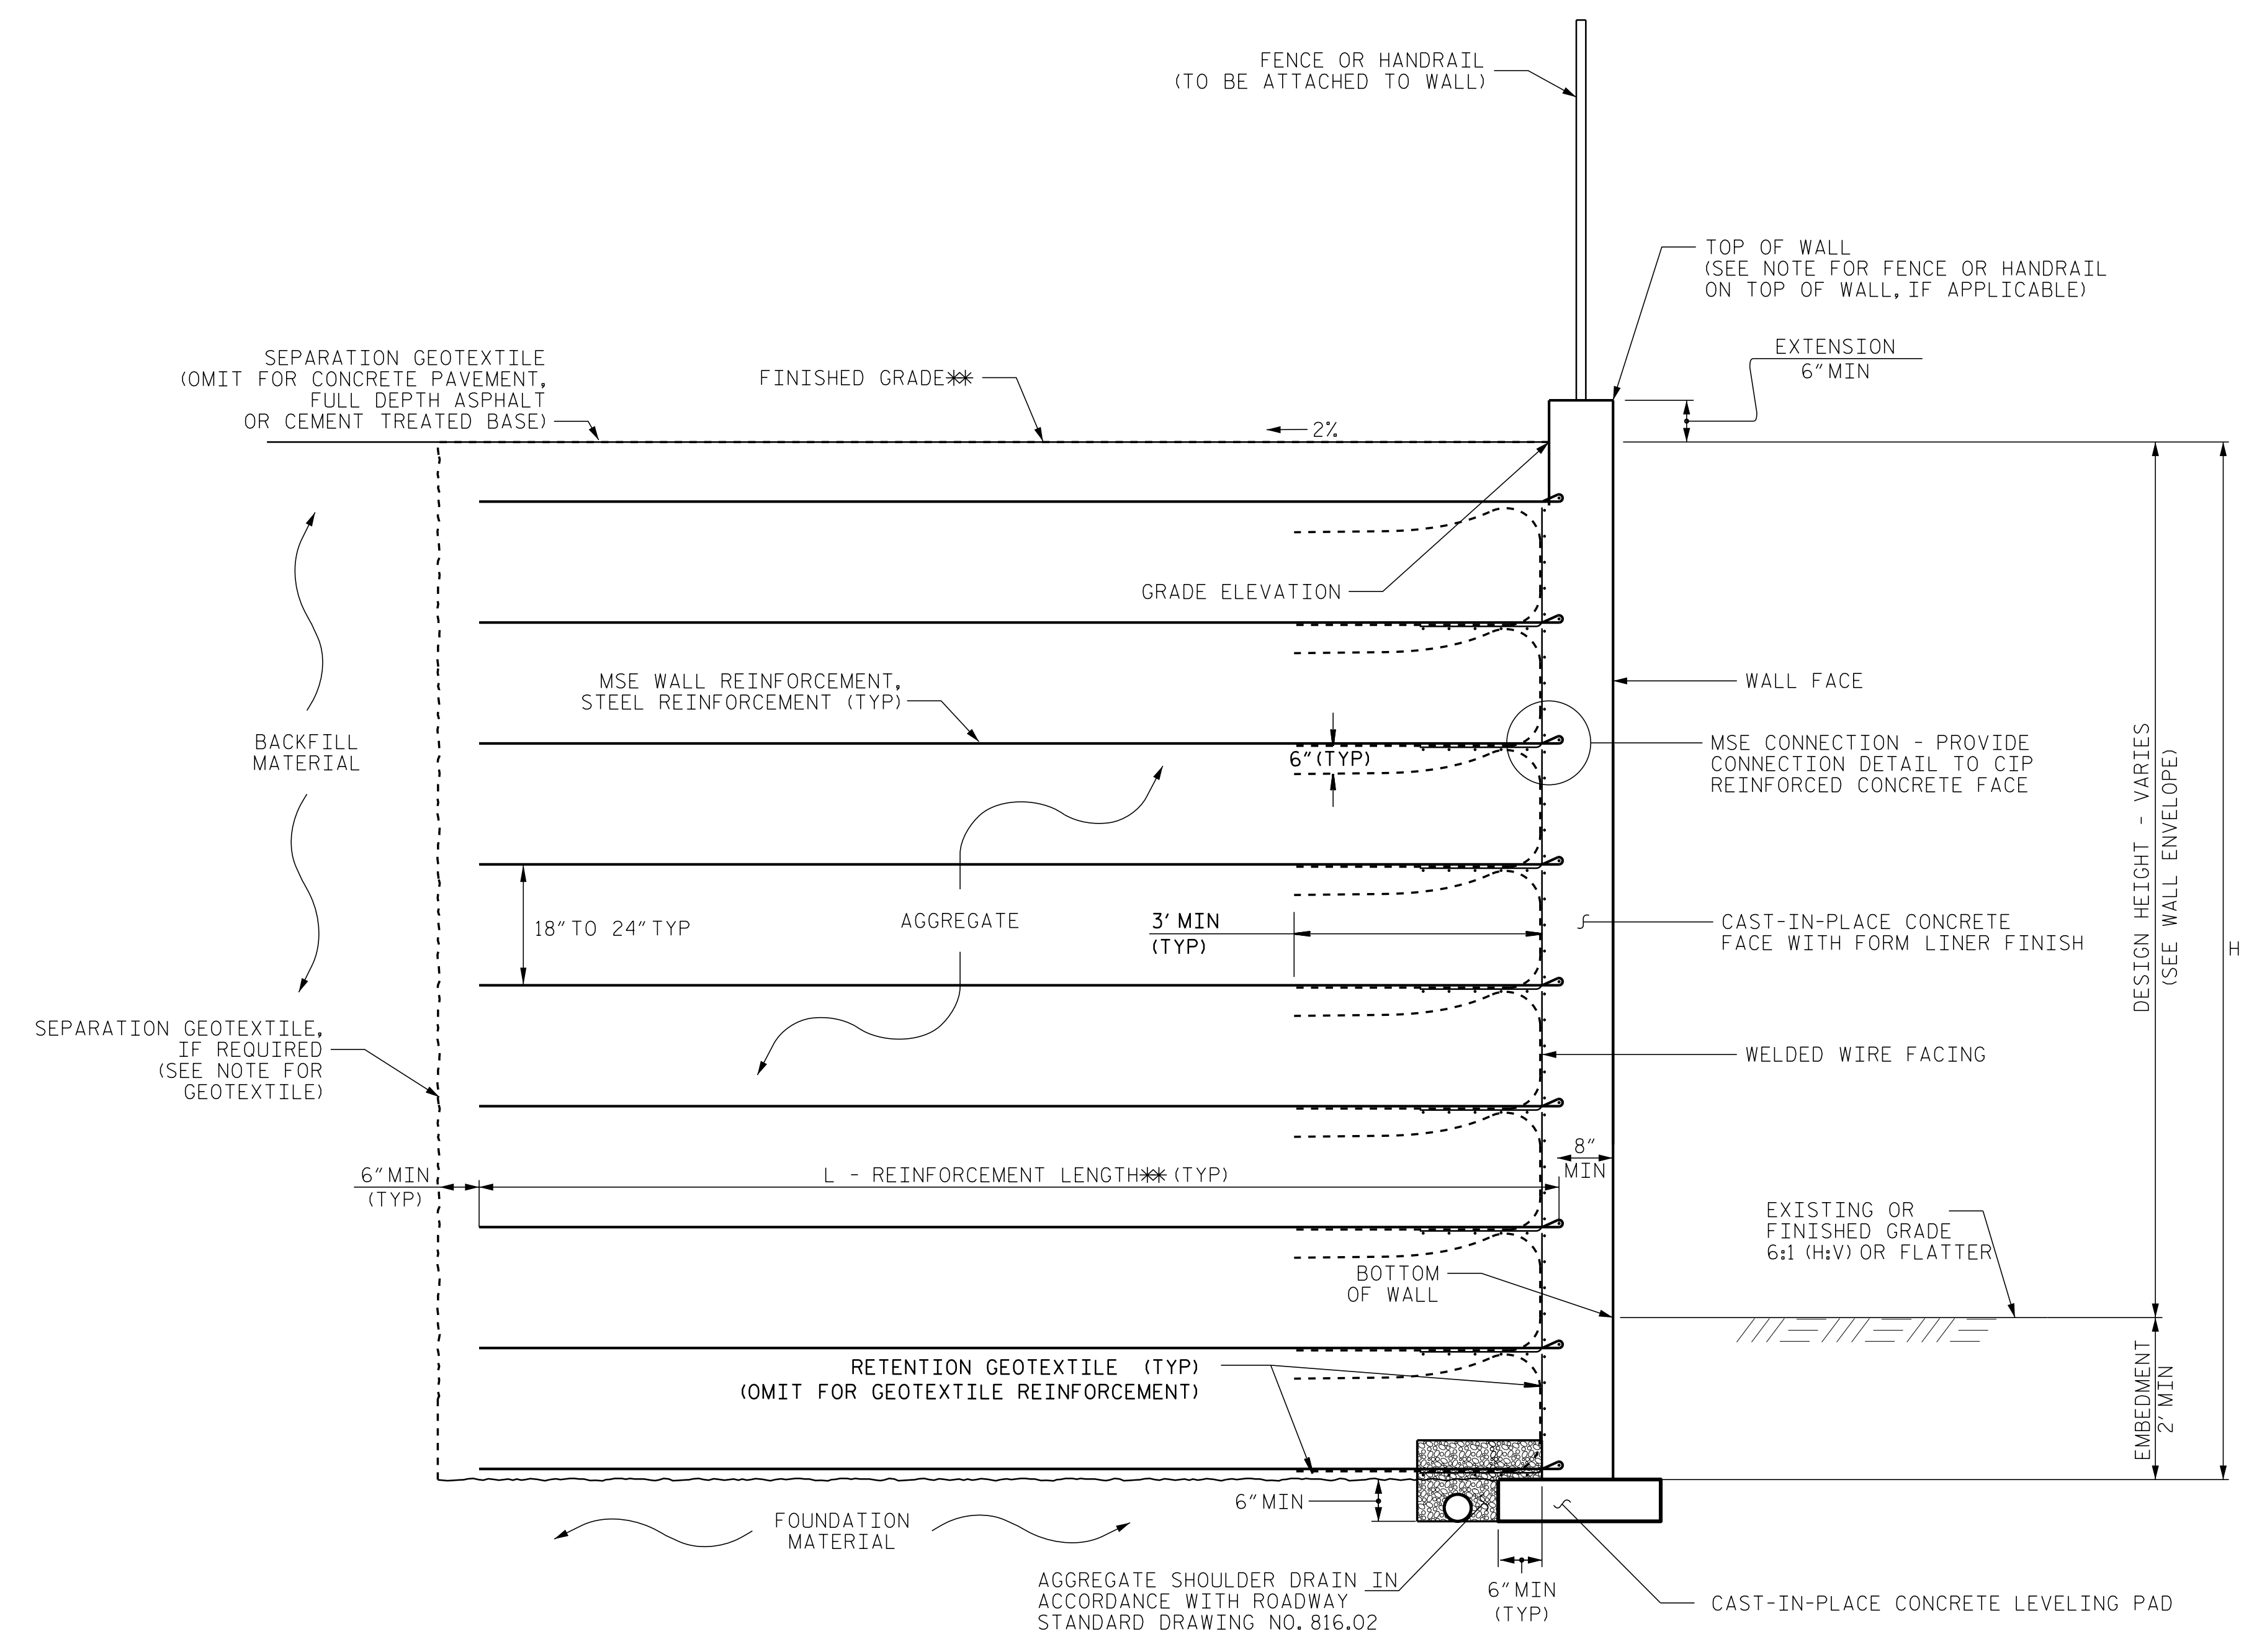 FENCE OR HANDRAIL
(TO BE ATTACHED TO WALL)
TOP OF WALL
(SEE NOTE FOR FENCE OR HANDRAIL
ON TOP OF WALL, IF APPLICABLE)
EXTENSION
6" MIN
SEPARATION GEOTEXTILE
(OMIT FOR CONCRETE PAVEMENT,
FULL DEPTH ASPHALT
OR CEMENT TREATED BASE)
FINISHED GRADE**
2%
GRADE ELEVATION
MSE WALL REINFORCEMENT,
STEEL REINFORCEMENT (TYP)
WALL FACE
BACKFILL
MATERIAL
6" (TYP)
MSE CONNECTION - PROVIDE
CONNECTION DETAIL TO CIP
REINFORCED CONCRETE FACE
DESIGN HEIGHT - VARIES
(SEE WALL ENVELOPE)
H
18" TO 24" TYP
AGGREGATE
3' MIN
(TYP)
CAST-IN-PLACE CONCRETE
FACE WITH FORM LINER FINISH
SEPARATION GEOTEXTILE,
IF REQUIRED
(SEE NOTE FOR
GEOTEXTILE)
WELDED WIRE FACING
6" MIN
(TYP)
L - REINFORCEMENT LENGTH** (TYP)
8"
MIN
EXISTING OR
FINISHED GRADE
6:1 (H:V) OR FLATTER
BOTTOM
OF WALL
RETENTION GEOTEXTILE (TYP)
(OMIT FOR GEOTEXTILE REINFORCEMENT)
EMBEDMENT
2' MIN
6" MIN
FOUNDATION
MATERIAL
AGGREGATE SHOULDER DRAIN IN
ACCORDANCE WITH ROADWAY
STANDARD DRAWING NO. 816.02
6" MIN
(TYP)
CAST-IN-PLACE CONCRETE LEVELING PAD